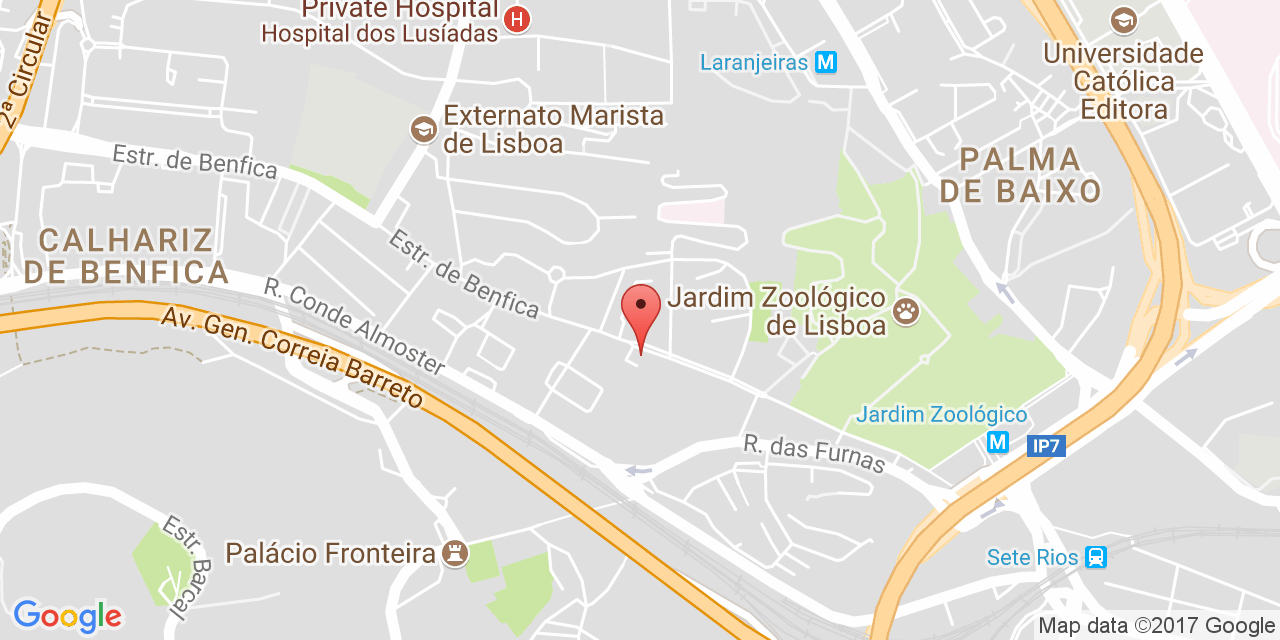 Private Hospital
Hospital dos Lusíadas
H
2ª Circular
Laranjeiras M
Universidade
Católica
Editora
Externato Marista
de Lisboa
Estr. de Benfica
PALMA
DE BAIXO
CALHARIZ
DE BENFICA
Estr. de Benfica
R. Conde Almoster
Jardim Zoológico
de Lisboa
Av. Gen. Correia Barreto
Jardim Zoológico
M
IP7
R. das Furnas
Estr. Barcal
Palácio Fronteira
Sete Rios
Google
Map data ©2017 Google